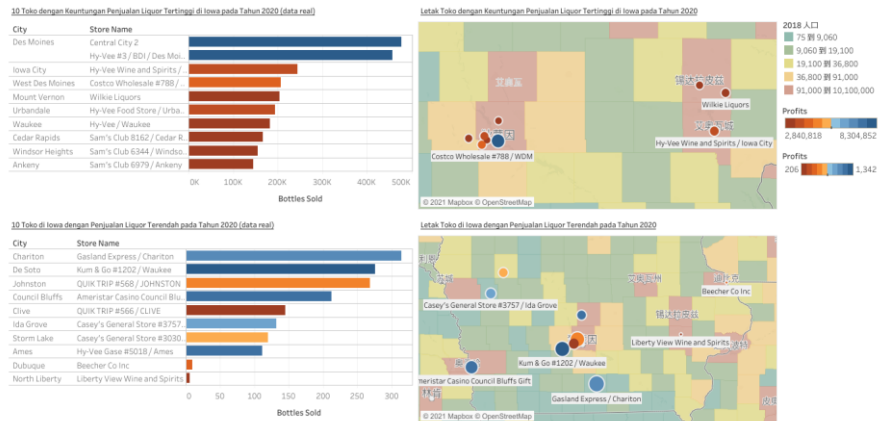 10 Toko dengan Keuntungan Penjualan Liquor Tertinggi di Iowa pada Tahun 2020 (data real)
City Store Name
Des Moines Central City 2
Hy-Vee #3 / BDI / Des Moi..
Iowa City Hy-Vee Wine and Spirits / ..
West Des Moines Costco Wholesale #788 / ..
Mount Vernon Wilkie Liquors
Urbandale Hy-Vee Food Store / Urba..
Waukee Hy-Vee / Waukee
Cedar Rapids Sam's Club 8162 / Cedar R..
Windsor Heights Sam's Club 6344 / Windso..
Ankeny Sam's Club 6979 / Ankeny
0K 100K 200K 300K 400K 500K
Bottles Sold
Letak Toko dengan Keuntungan Penjualan Liquor Tertinggi di Iowa pada Tahun 2020
锡达拉皮兹
Wilkie Liquors
Hy-Vee Wine and Spirits / Iowa City
Costco Wholesale #788 / WDM
© 2021 Mapbox © OpenStreetMap
2018 人口
75 到 9,060
9,060 到 19,100
19,100 到 36,800
36,800 到 91,000
91,000 到 10,100,000
Profits
2,840,818 8,304,852
Profits
206 1,342
10 Toko di Iowa dengan Penjualan Liquor Terendah pada Tahun 2020 (data real)
City Store Name
Chariton Gasland Express / Chariton
De Soto Kum & Go #1202 / Waukee
Johnston QUIK TRIP #568 / JOHNSTON
Council Bluffs Ameristar Casino Council Blu..
Clive QUIK TRIP #566 / CLIVE
Ida Grove Casey's General Store #3757..
Storm Lake Casey's General Store #3030..
Ames Hy-Vee Gase #5018 / Ames
Dubuque Beecher Co Inc
North Liberty Liberty View Wine and Spirits
0 50 100 150 200 250 300
Bottles Sold
Letak Toko di Iowa dengan Penjualan Liquor Terendah pada Tahun 2020
Beecher Co Inc
Casey's General Store #3757 / Ida Grove
锡达拉皮兹
Liberty View Wine and Spirits
Kum & Go #1202 / Waukee
meristar Casino Council Bluffs Gift
Gasland Express / Chariton
© 2021 Mapbox © OpenStreetMap